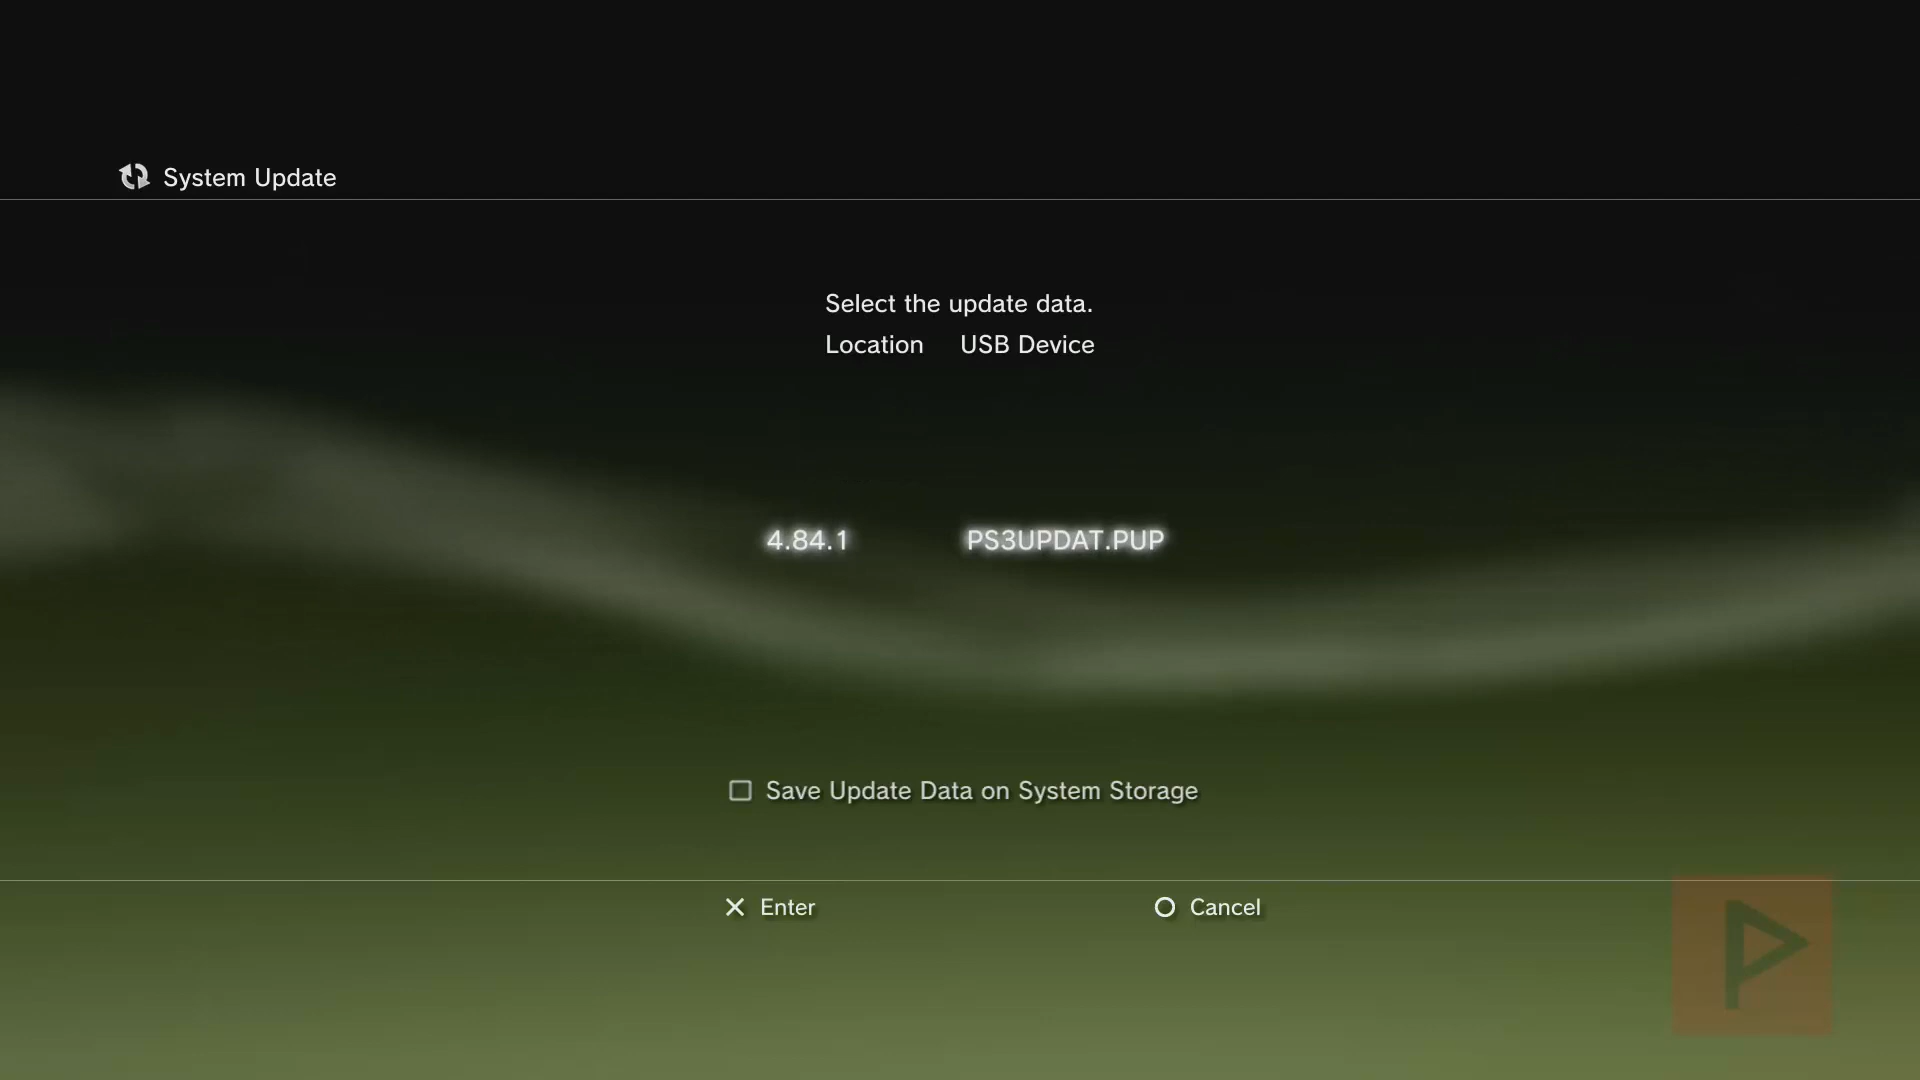 System Update
Select the update data.
Location USB Device
4.84.1 PS3UPDAT.PUP
Save Update Data on System Storage
Enter Cancel